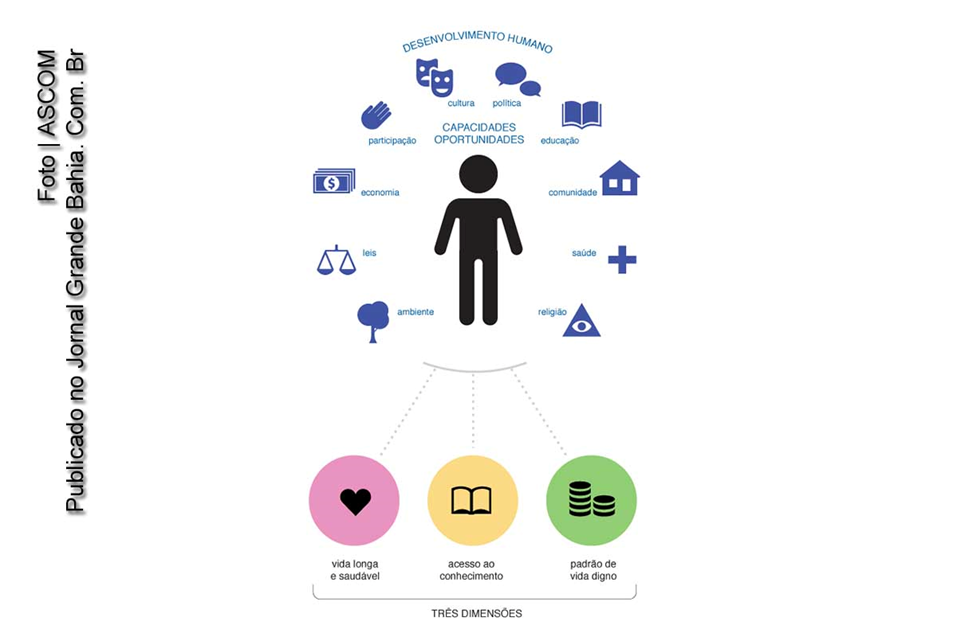 Foto | ASCOM
Publicado no Jornal Grande Bahia. Com. Br
DESENVOLVIMENTO HUMANO
cultura
política
participação
CAPACIDADES
OPORTUNIDADES
educação
economia
comunidade
leis
saúde
ambiente
religião
$
vida longa
e saudável
acesso ao
conhecimento
padrão de
vida digno
TRÊS DIMENSÕES